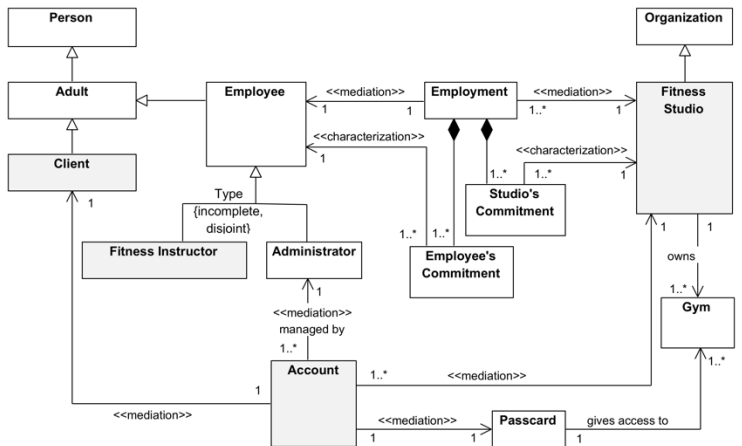 Person
Organization
Adult
Employee
<<mediation>>
1
1
Employment
<<mediation>>
1..*
1
Fitness
Studio
<<characterization>>
1
<<characterization>>
1..*
1
Client
1
Type
{incomplete,
disjoint}
1..*
Studio's
Commitment
1
1
Fitness Instructor
Administrator
1..*
1..*
Employee's
Commitment
owns
1
<<mediation>>
managed by
1..*
1..*
Gym
1..*
1
Account
1..*
<<mediation>>
<<mediation>>
<<mediation>>
1
1
Passcard
gives access to
1